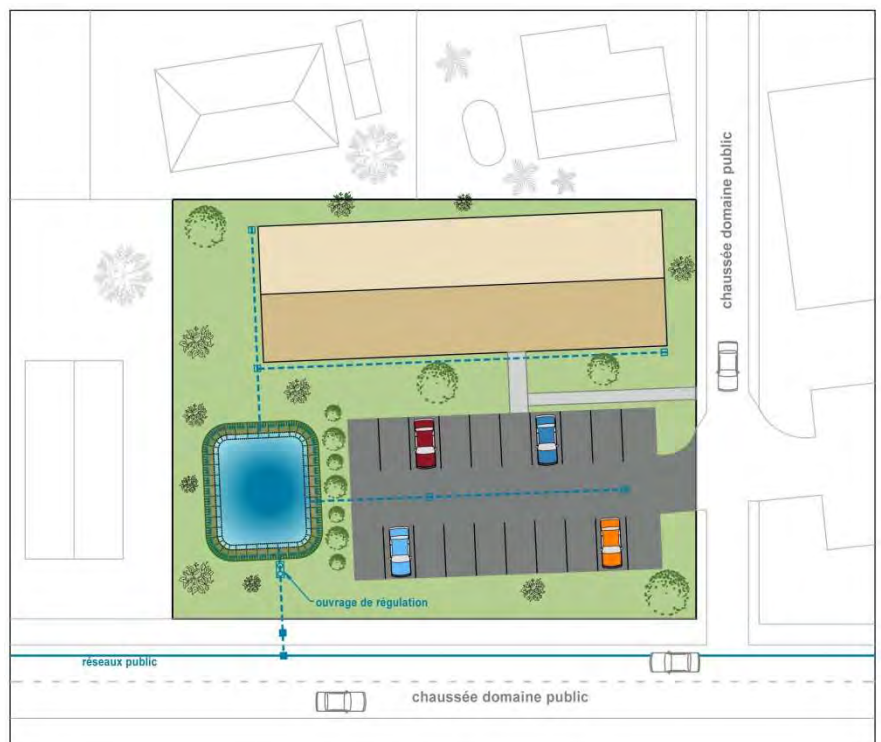 chaussée domaine public
ouvrage de régulation
réseaux public
chaussée domaine public